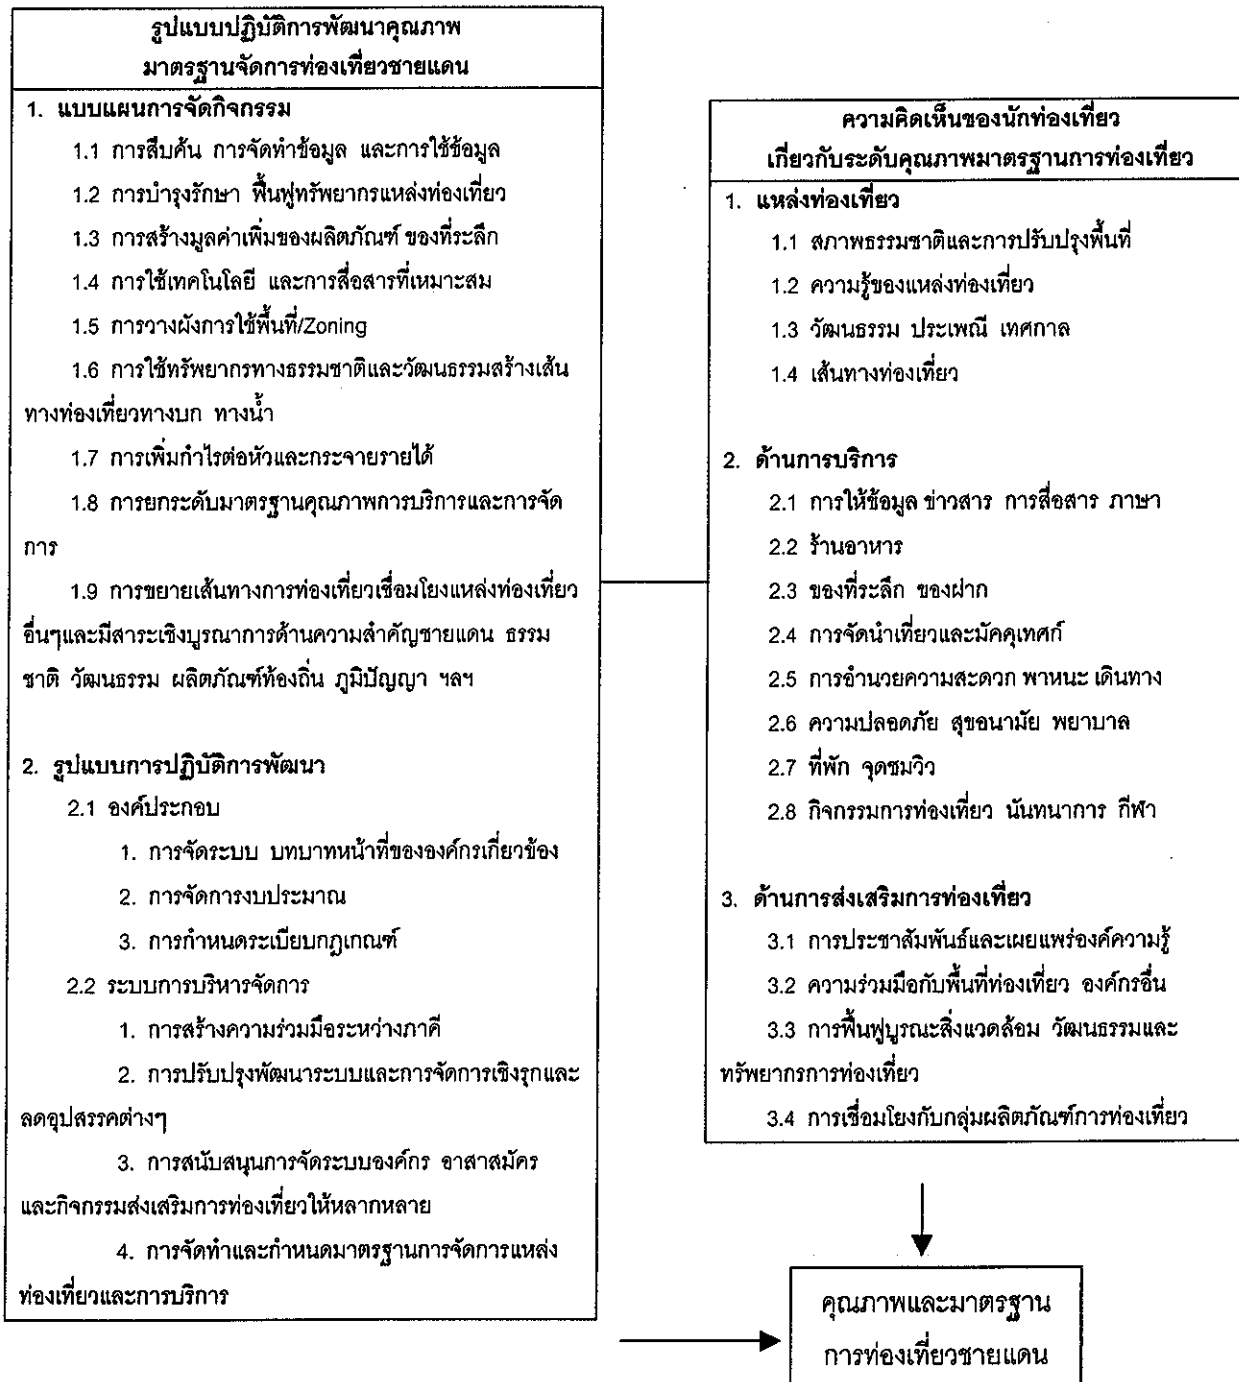 รูปแบบปฏิบัติการพัฒนาคุณภาพ
มาตรฐานจัดการท่องเที่ยวชายแดน
1. แบบแผนการจัดกิจกรรม
1.1 การสืบค้น การจัดทำข้อมูล และการใช้ข้อมูล
1.2 การบำรุงรักษา ฟื้นฟูทรัพยากรแหล่งท่องเที่ยว
1.3 การสร้างมูลค่าเพิ่มของผลิตภัณฑ์ ของที่ระลึก
1.4 การใช้เทคโนโลยี และการสื่อสารที่เหมาะสม
1.5 การวางผังการใช้พื้นที่/Zoning
1.6 การใช้ทรัพยากรทางธรรมชาติและวัฒนธรรมสร้างเส้น
ทางท่องเที่ยวทางบก ทางน้ำ
1.7 การเพิ่มกำไรต่อหัวและกระจายรายได้
1.8 การยกระดับมาตรฐานคุณภาพการบริการและการจัด
การ
1.9 การขยายเส้นทางการท่องเที่ยวเชื่อมโยงแหล่งท่องเที่ยว
อื่นๆและมีสาระเชิงบูรณาการด้านความสำคัญชายแดน ธรรม
ชาติ วัฒนธรรม ผลิตภัณฑ์ท้องถิ่น ภูมิปัญญา ฯลฯ
2. รูปแบบการปฏิบัติการพัฒนา
2.1 องค์ประกอบ
1. การจัดระบบ บทบาทหน้าที่ขององค์กรเกี่ยวข้อง
2. การจัดการงบประมาณ
3. การกำหนดระเบียบกฎเกณฑ์
2.2 ระบบการบริหารจัดการ
1. การสร้างความร่วมมือระหว่างภาคี
2. การปรับปรุงพัฒนาระบบและการจัดการเชิงรุกและ
ลดอุปสรรคต่างๆ
3. การสนับสนุนการจัดระบบองค์กร อาสาสมัคร
และกิจกรรมส่งเสริมการท่องเที่ยวให้หลากหลาย
4. การจัดทำและกำหนดมาตรฐานการจัดการแหล่ง
ท่องเที่ยวและการบริการ
ความคิดเห็นของนักท่องเที่ยว
เกี่ยวกับระดับคุณภาพมาตรฐานการท่องเที่ยว
1. แหล่งท่องเที่ยว
1.1 สภาพธรรมชาติและการปรับปรุงพื้นที่
1.2 ความรู้ของแหล่งท่องเที่ยว
1.3 วัฒนธรรม ประเพณี เทศกาล
1.4 เส้นทางท่องเที่ยว
2. ด้านการบริการ
2.1 การให้ข้อมูล ข่าวสาร การสื่อสาร ภาษา
2.2 ร้านอาหาร
2.3 ของที่ระลึก ของฝาก
2.4 การจัดนำเที่ยวและมัคคุเทศก์
2.5 การอำนวยความสะดวก พาหนะ เดินทาง
2.6 ความปลอดภัย สุขอนามัย พยาบาล
2.7 ที่พัก จุดชมวิว
2.8 กิจกรรมการท่องเที่ยว นันทนาการ กีฬา
3. ด้านการส่งเสริมการท่องเที่ยว
3.1 การประชาสัมพันธ์และเผยแพร่องค์ความรู้
3.2 ความร่วมมือกับพื้นที่ท่องเที่ยว องค์กรอื่น
3.3 การฟื้นฟูบูรณะสิ่งแวดล้อม วัฒนธรรมและ
ทรัพยากรการท่องเที่ยว
3.4 การเชื่อมโยงกับกลุ่มผลิตภัณฑ์การท่องเที่ยว
คุณภาพและมาตรฐาน
การท่องเที่ยวชายแดน